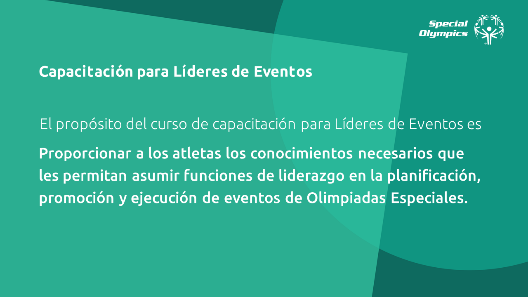 Special
Olympics
Capacitación para Líderes de Eventos
El propósito del curso de capacitación para Líderes de Eventos es
Proporcionar a los atletas los conocimientos necesarios que
les permitan asumir funciones de liderazgo en la planificación,
promoción y ejecución de eventos de Olimpiadas Especiales.